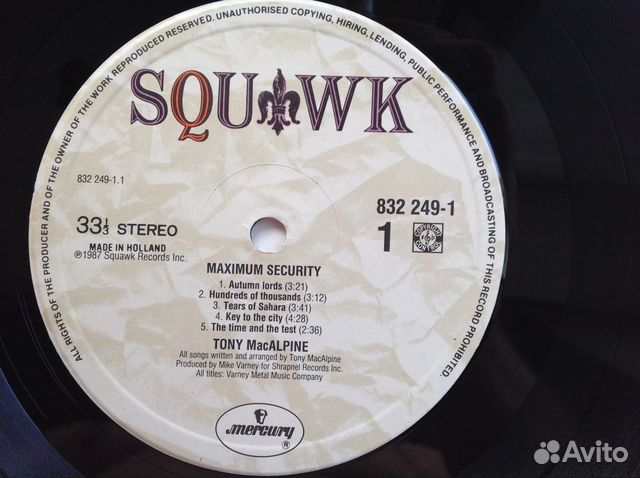 ALL RIGHTS OF THE PRODUCER AND OF THE OWNER OF THE WORK REPRODUCED RESERVED. UNAUTHORISED COPYING, HIRING, LENDING, PUBLIC PERFORMANCE AND BROADCASTING OF THIS RECORD PROHIBITED.
SQUAWK
832 249-1.1
33⅓ STEREO
MADE IN HOLLAND
℗1987 Squawk Records Inc.
832 249-1
1
COPYRIGHT CONTROL
MAXIMUM SECURITY
1. Autumn lords (3:21)
2. Hundreds of thousands (3:12)
3. Tears of Sahara (3:41)
4. Key to the city (4:28)
5. The time and the test (2:36)
TONY MacALPINE
All songs written and arranged by Tony MacAlpine
Produced by Mike Varney for Shrapnel Records Inc.
All titles: Varney Metal Music Company
mercury ®
Avito